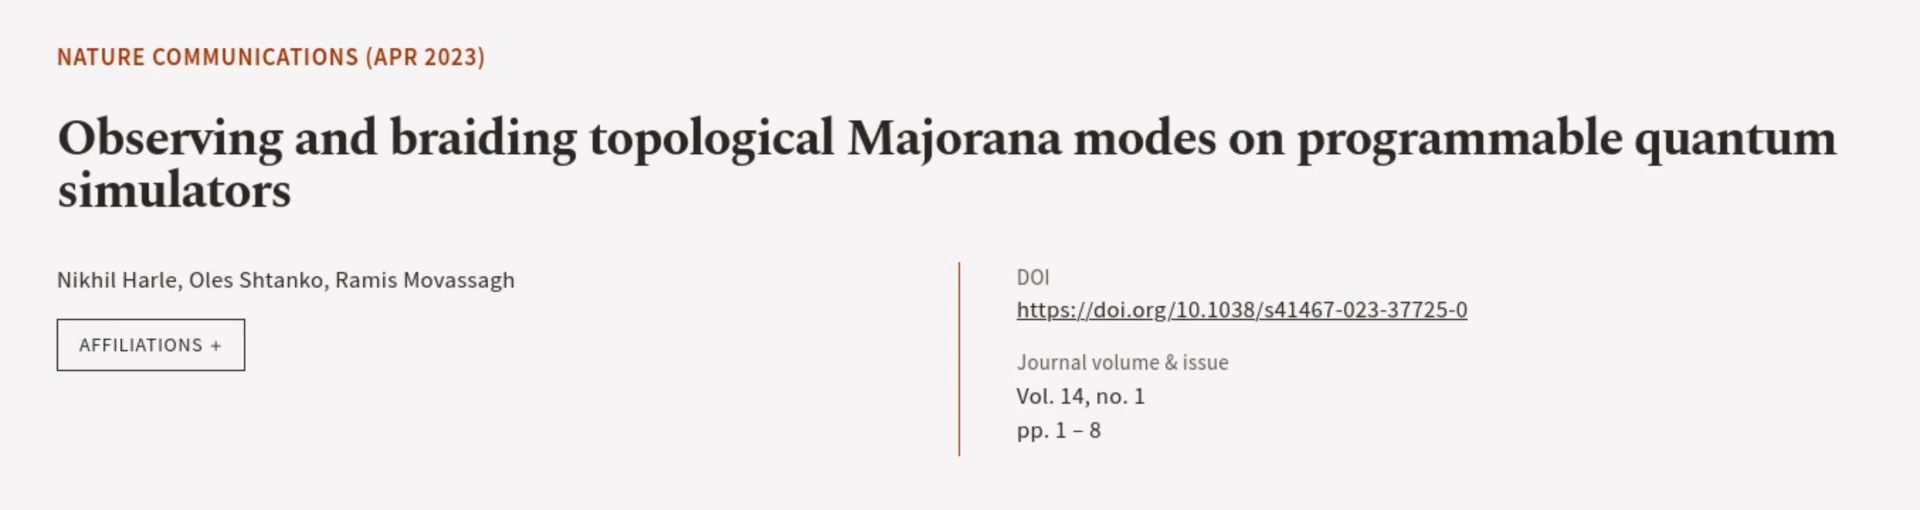 NATURE COMMUNICATIONS (APR 2023)
Observing and braiding topological Majorana modes on programmable quantum
simulators
Nikhil Harle, Oles Shtanko, Ramis Movassagh
AFFILIATIONS +
DOI
https://doi.org/10.1038/s41467-023-37725-0
Journal volume & issue
Vol. 14, no. 1
pp. 1 – 8